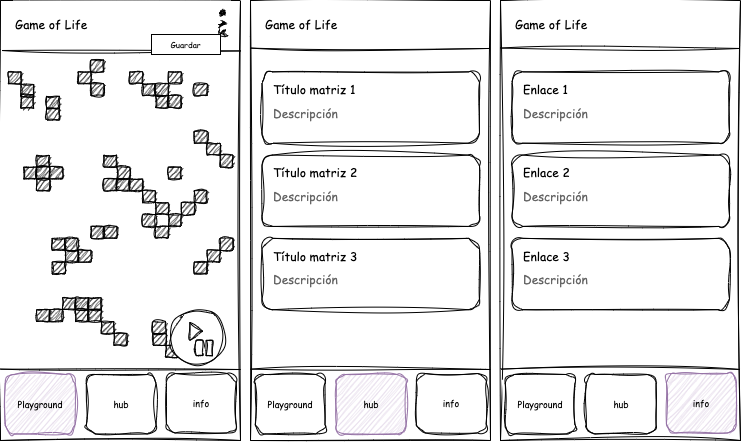 Game of Life
Guardar
Playground
hub
info
Game of Life
Título matriz 1
Descripción
Título matriz 2
Descripción
Título matriz 3
Descripción
Playground
hub
info
Game of Life
Enlace 1
Descripción
Enlace 2
Descripción
Enlace 3
Descripción
Playground
hub
info